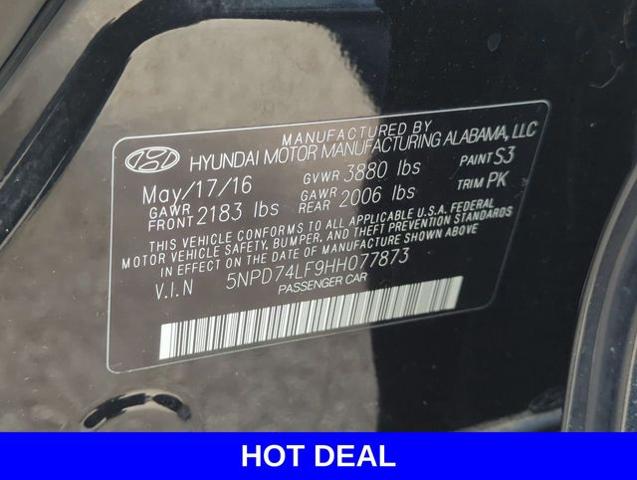 MANUFACTURED BY
HYUNDAI MOTOR MANUFACTURING ALABAMA, LLC
May/17/16 GVWR 3880 lbs PAINT S3
GAWR FRONT 2183 lbs GAWR REAR 2006 lbs TRIM PK
THIS VEHICLE CONFORMS TO ALL APPLICABLE U.S.A. FEDERAL
MOTOR VEHICLE SAFETY, BUMPER, AND THEFT PREVENTION STANDARDS
IN EFFECT ON THE DATE OF MANUFACTURE SHOWN ABOVE.
V.I.N 5NPD74LF9HH077873
PASSENGER CAR
HOT DEAL